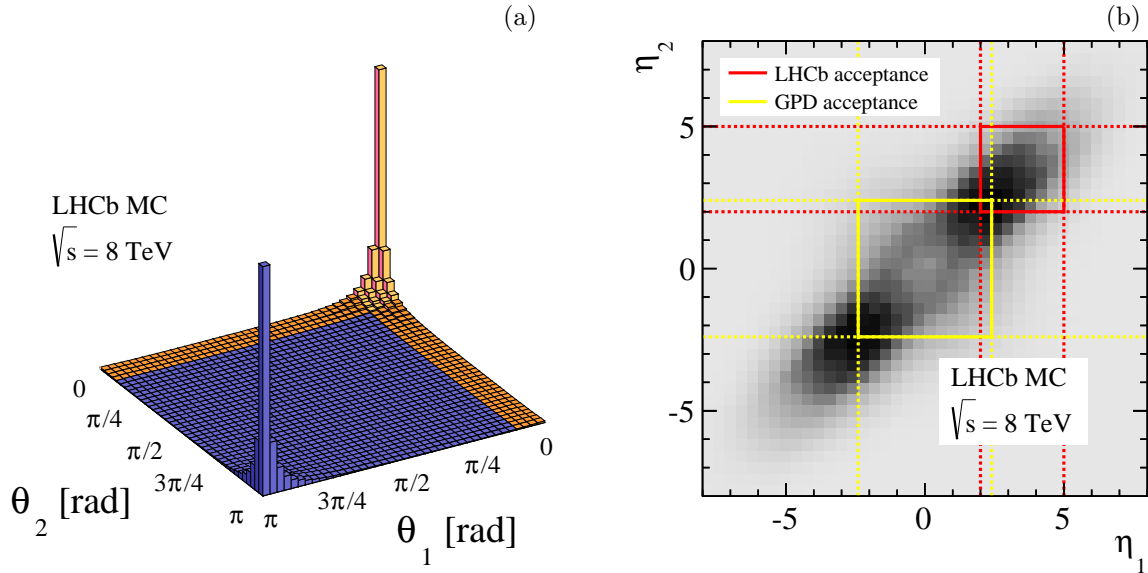 (a)
LHCb MC
√s = 8 TeV
0
π/4
π/2
3π/4
π
θ2 [rad]
π
3π/4
π/2
π/4
0
θ1 [rad]
(b)
η2
LHCb acceptance
GPD acceptance
5
0
-5
LHCb MC
√s = 8 TeV
-5
0
5
η1